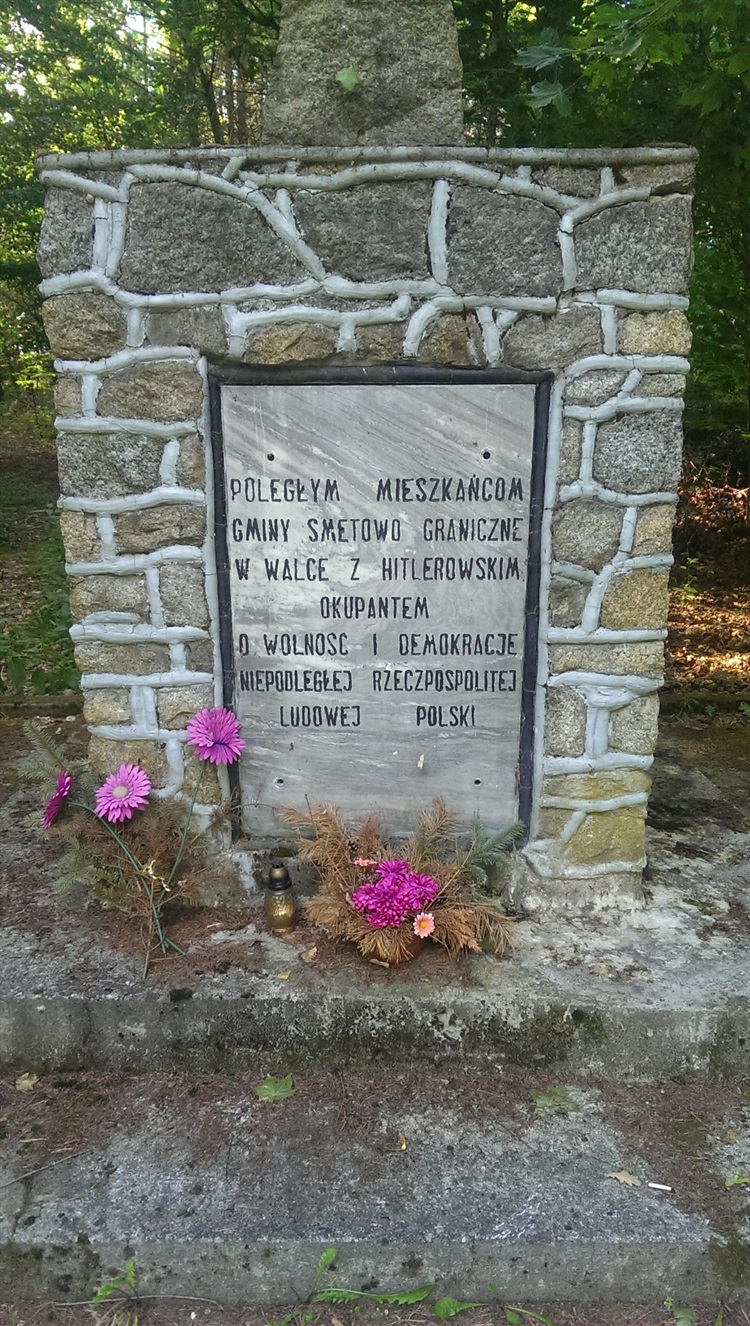 POLEGŁYM MIESZKAŃCOM
GMINY SMĘTOWO GRANICZNE
W WALCE Z HITLEROWSKIM
OKUPANTEM
O WOLNOŚĆ I DEMOKRACJĘ
NIEPODLEGŁEJ RZECZPOSPOLITEJ
LUDOWEJ POLSKI